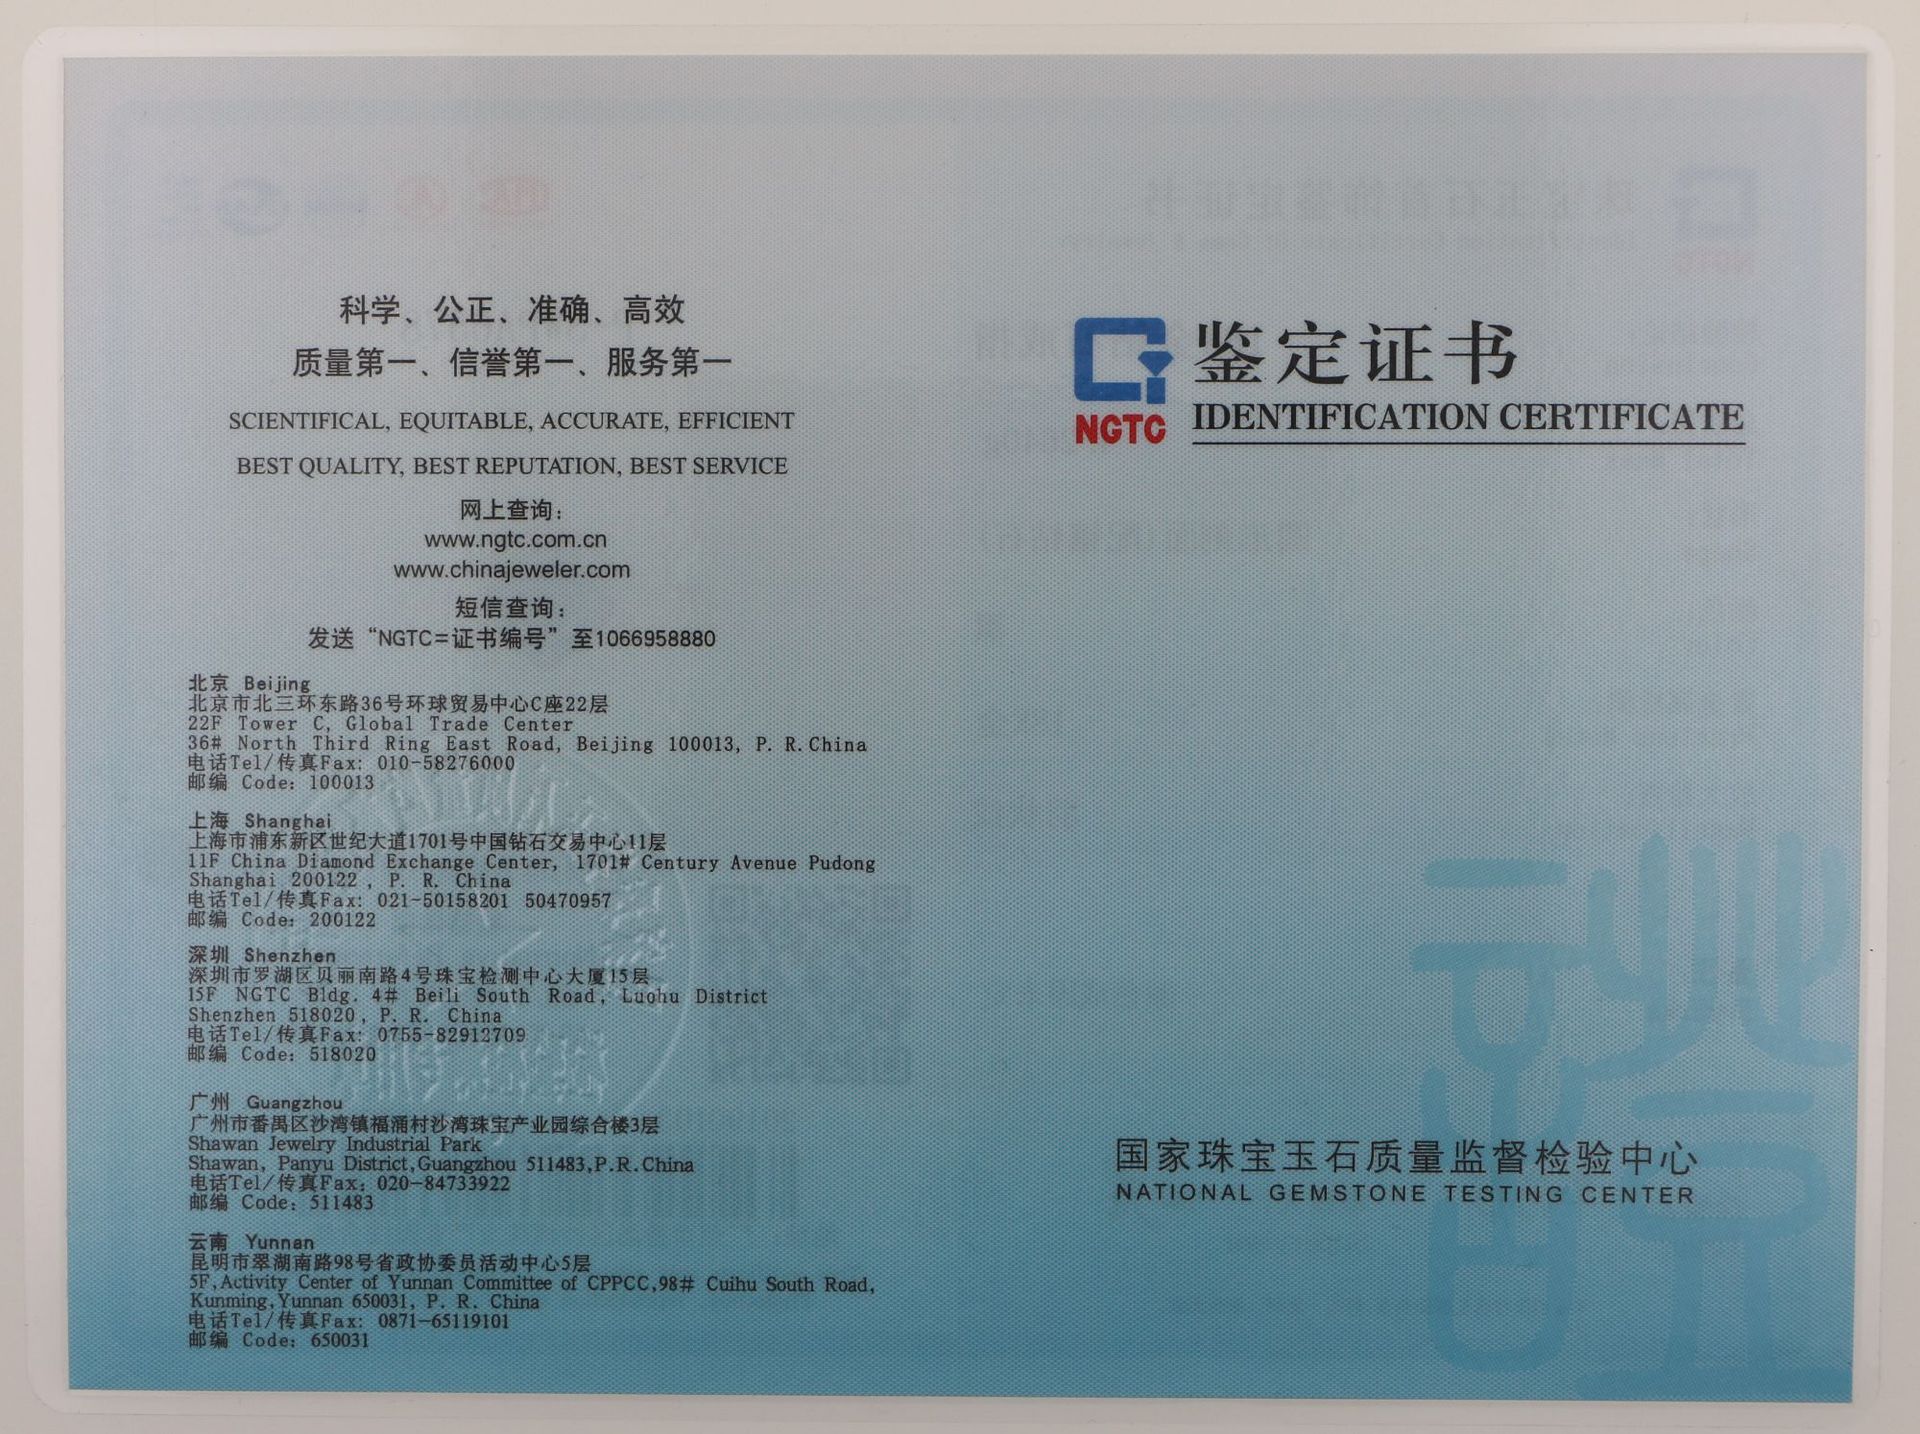 科学、公正、准确、高效
质量第一、信誉第一、服务第一
SCIENTIFICAL, EQUITABLE, ACCURATE, EFFICIENT
BEST QUALITY, BEST REPUTATION, BEST SERVICE
网上查询:
www.ngtc.com.cn
www.chinajeweler.com
短信查询:
发送“NGTC=证书编号”至1066958880
北京 Beijing
北京市北三环东路36号环球贸易中心C座22层
22F Tower C, Global Trade Center
36# North Third Ring East Road, Beijing 100013, P. R.China
电话Tel/传真Fax: 010-58276000
邮编 Code: 100013
上海 Shanghai
上海市浦东新区世纪大道1701号中国钻石交易中心11层
11F China Diamond Exchange Center, 1701# Century Avenue Pudong
Shanghai 200122 , P. R. China
电话Tel/传真Fax: 021-50158201 50470957
邮编 Code: 200122
深圳 Shenzhen
深圳市罗湖区贝丽南路4号珠宝检测中心大厦15层
15F NGTC Bldg. 4# Beili South Road, Luohu District
Shenzhen 518020, P. R. China
电话Tel/传真Fax: 0755-82912709
邮编 Code: 518020
广州 Guangzhou
广州市番禺区沙湾镇福涌村沙湾珠宝产业园综合楼3层
Shawan Jewelry Industrial Park
Shawan, Panyu District,Guangzhou 511483,P.R.China
电话Tel/传真Fax: 020-84733922
邮编 Code: 511483
云南 Yunnan
昆明市翠湖南路98号省政协委员活动中心5层
5F,Activity Center of Yunnan Committee of CPPCC,98# Cuihu South Road,
Kunming,Yunnan 650031, P. R. China
电话Tel/传真Fax: 0871-65119101
邮编 Code: 650031
NGTC
鉴定证书
IDENTIFICATION CERTIFICATE
国家珠宝玉石质量监督检验中心
NATIONAL GEMSTONE TESTING CENTER